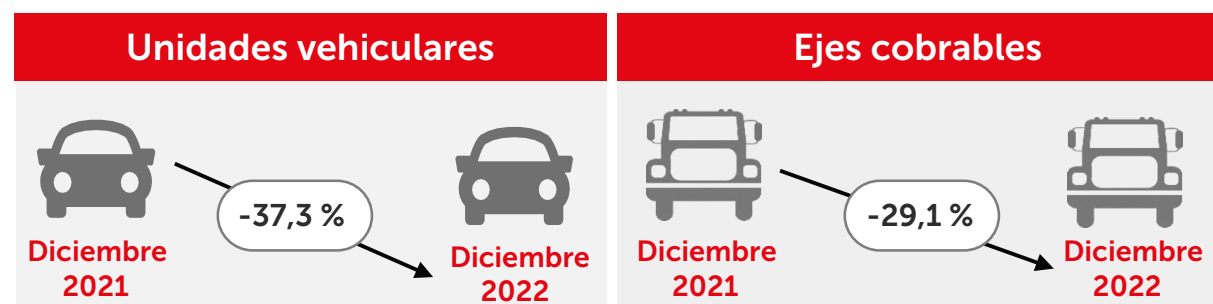 Unidades vehiculares
-37,3 %
Diciembre
2021
Diciembre
2022
Ejes cobrables
-29,1 %
Diciembre
2021
Diciembre
2022